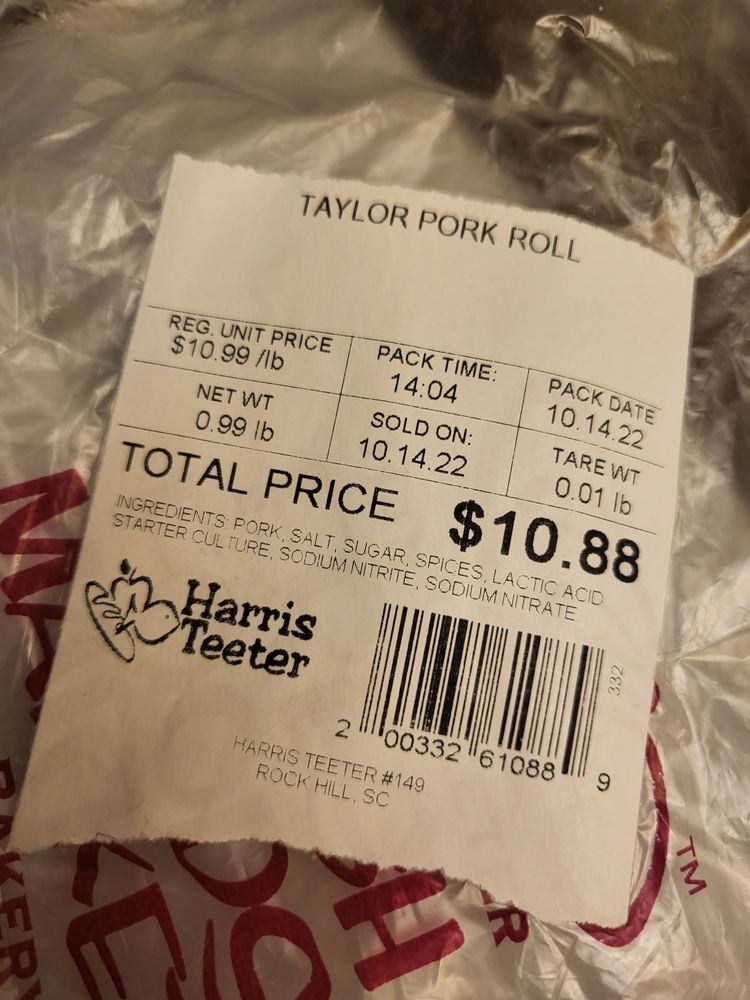 TAYLOR PORK ROLL
REG. UNIT PRICE
$10.99 /lb
PACK TIME:
14:04
PACK DATE
10.14.22
NET WT
0.99 lb
SOLD ON:
10.14.22
TARE WT
0.01 lb
TOTAL PRICE $10.88
INGREDIENTS: PORK, SALT, SUGAR, SPICES, LACTIC ACID
STARTER CULTURE, SODIUM NITRITE, SODIUM NITRATE
Harris
Teeter
332
2 00332 61088 9
HARRIS TEETER #149
ROCK HILL, SC
TM